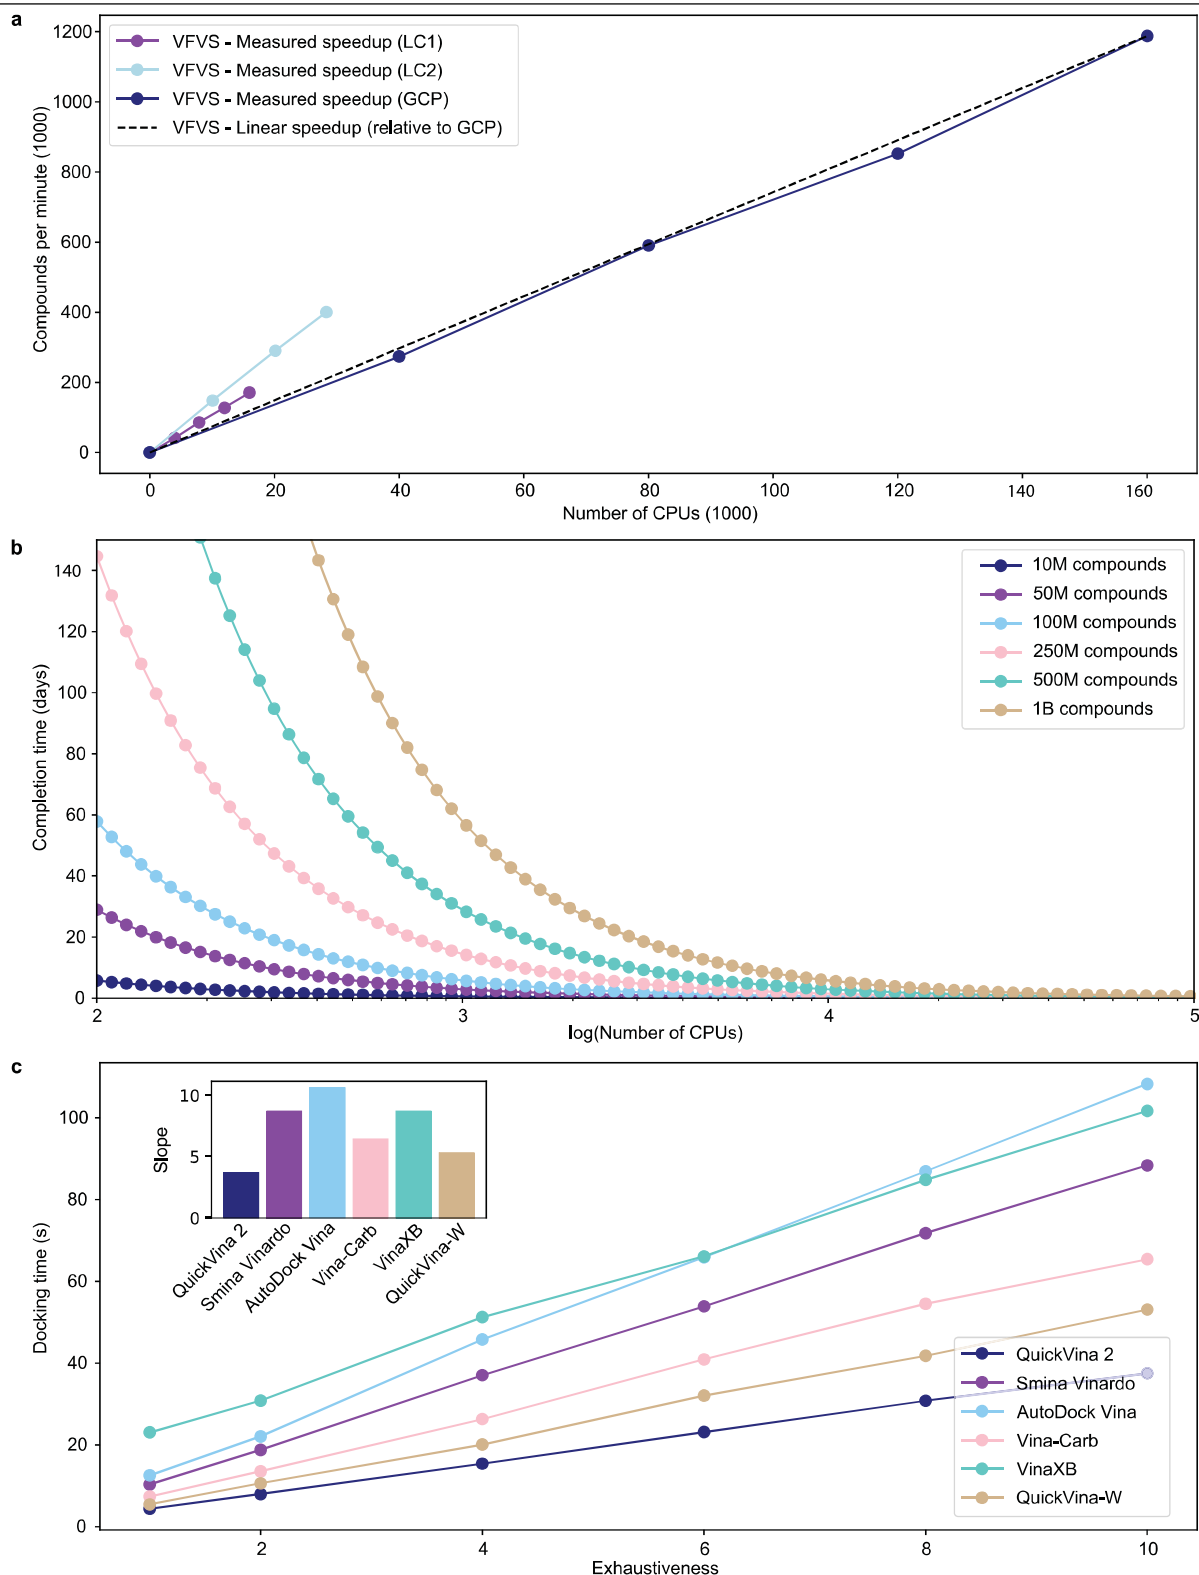 a
1200
1000
800
600
400
200
0
Compounds per minute (1000)
VFVS - Measured speedup (LC1)
VFVS - Measured speedup (LC2)
VFVS - Measured speedup (GCP)
VFVS - Linear speedup (relative to GCP)
0 20 40 60 80 100 120 140 160
Number of CPUs (1000)
b
140
120
100
80
60
40
20
0
Completion time (days)
10M compounds
50M compounds
100M compounds
250M compounds
500M compounds
1B compounds
2 3 4 5
log(Number of CPUs)
c
100
80
60
40
20
0
Docking time (s)
10
5
0
Slope
QuickVina 2
Smina Vinardo
AutoDock Vina
Vina-Carb
VinaXB
QuickVina-W
QuickVina 2
Smina Vinardo
AutoDock Vina
Vina-Carb
VinaXB
QuickVina-W
2 4 6 8 10
Exhaustiveness